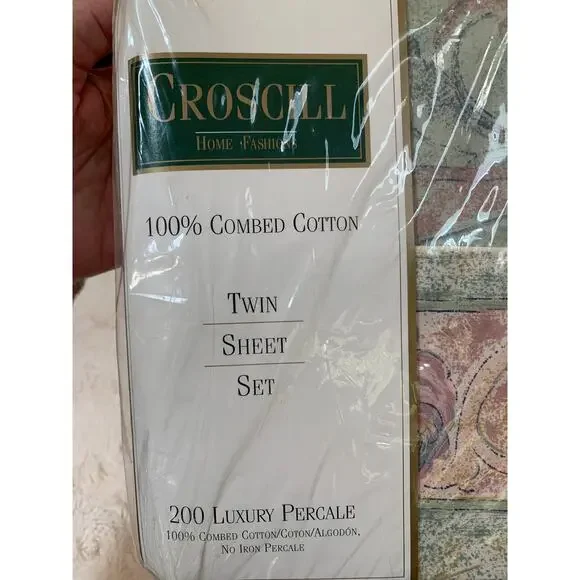 CROSCILL
HOME FASHIONS
100% COMBED COTTON
TWIN
SHEET
SET
200 LUXURY PERCALE
100% COMBED COTTON/COTON/ALGODÓN,
NO IRON PERCALE